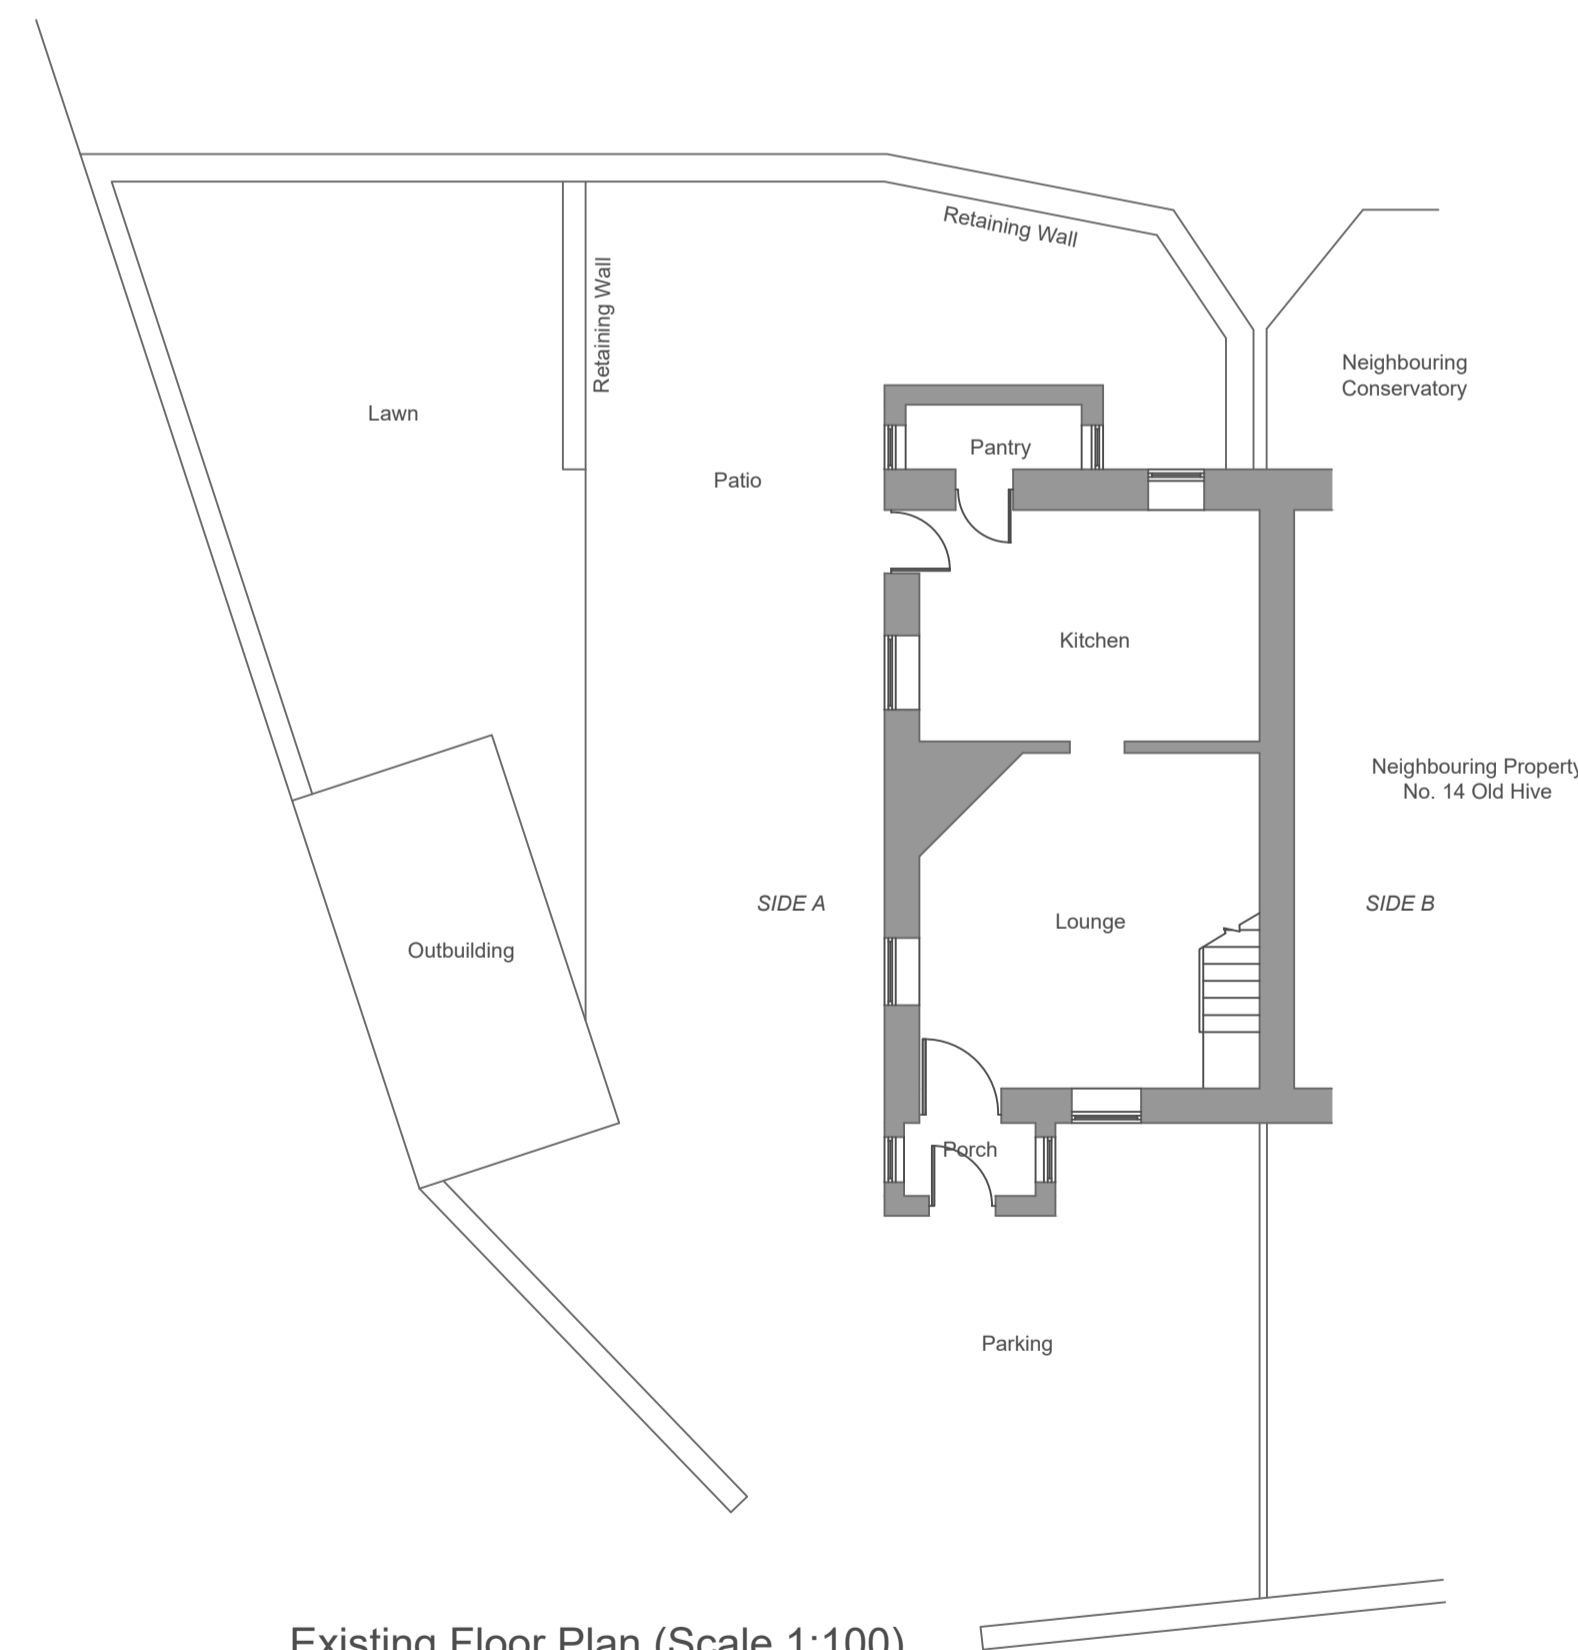 Retaining Wall
Retaining Wall
Neighbouring
Conservatory
Lawn
Pantry
Patio
Kitchen
Neighbouring Property
No. 14 Old Hive
SIDE A
SIDE B
Lounge
Outbuilding
Porch
Parking
Existing Floor Plan (Scale 1:100)